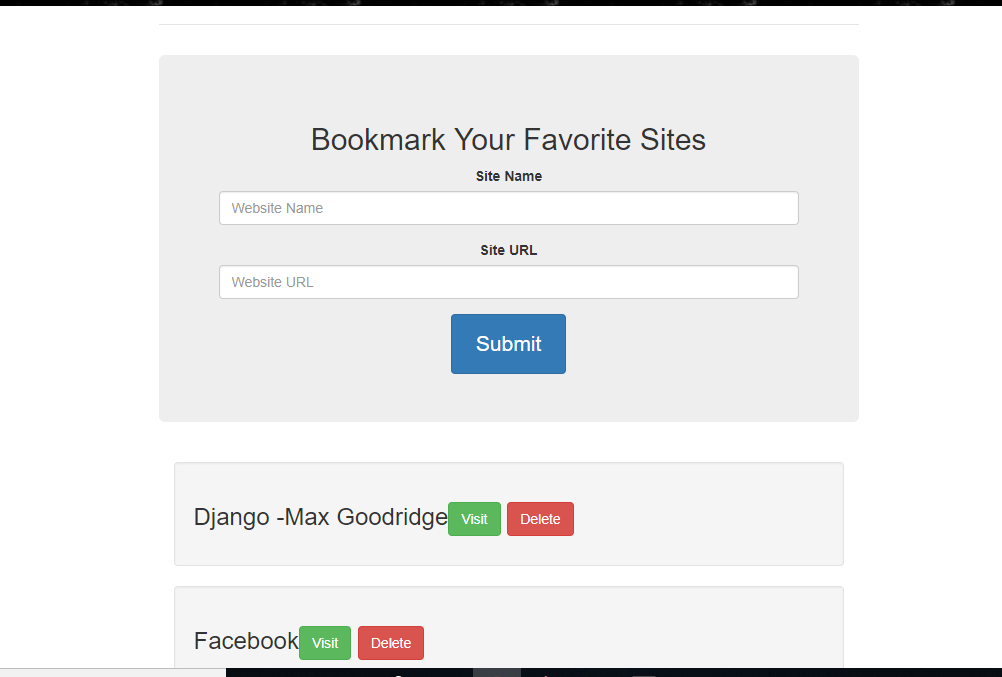 Bookmark Your Favorite Sites
Site Name
Website Name
Site URL
Website URL
Submit
Django -Max Goodridge Visit Delete
Facebook Visit Delete